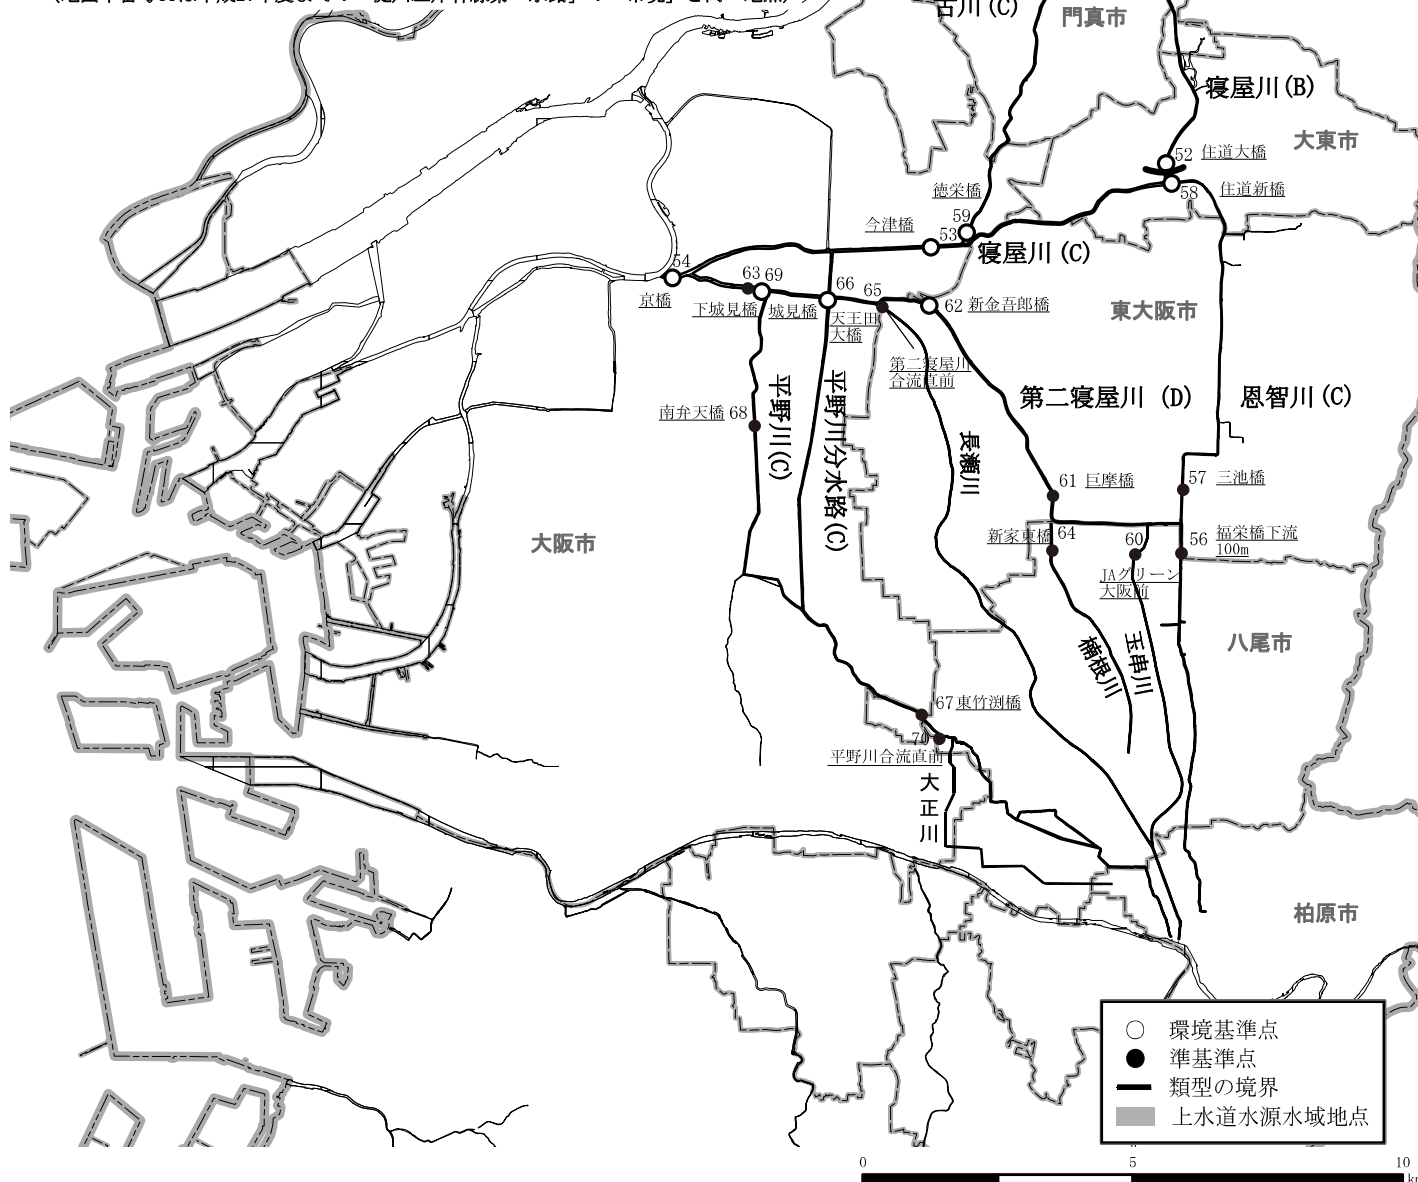 古川(C)
門真市
寝屋川(B)
大東市
52 住道大橋
58 住道新橋
徳栄橋
59
今津橋
53
寝屋川(C)
54
京橋
63
69
下城見橋
城見橋
66
天王田
大橋
65
62 新金吾郎橋
東大阪市
第二寝屋川
合流直前
第二寝屋川 (D)
恩智川(C)
平野川(C)
平野川分水路(C)
南弁天橋 68
長瀬川
61 巨摩橋
57 三池橋
大阪市
新家東橋 64
60
56 福栄橋下流
100m
JAグリーン
大阪前
八尾市
楠根川
玉串川
67 東竹渕橋
70
平野川合流直前
大正川
柏原市
環境基準点
準基準点
類型の境界
上水道水源水域地点
0
5
10